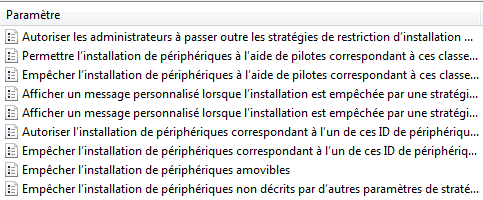 Paramètre
Autoriser les administrateurs à passer outre les stratégies de restriction d'installation ...
Permettre l'installation de périphériques à l'aide de pilotes correspondant à ces classe...
Empêcher l'installation de périphériques à l'aide de pilotes correspondant à ces classe...
Afficher un message personnalisé lorsque l'installation est empêchée par une stratégi...
Afficher un message personnalisé lorsque l'installation est empêchée par une stratégi...
Autoriser l'installation de périphériques correspondant à l'un de ces ID de périphériqu...
Empêcher l'installation de périphériques correspondant à l'un de ces ID de périphériq...
Empêcher l'installation de périphériques amovibles
Empêcher l'installation de périphériques non décrits par d'autres paramètres de straté...